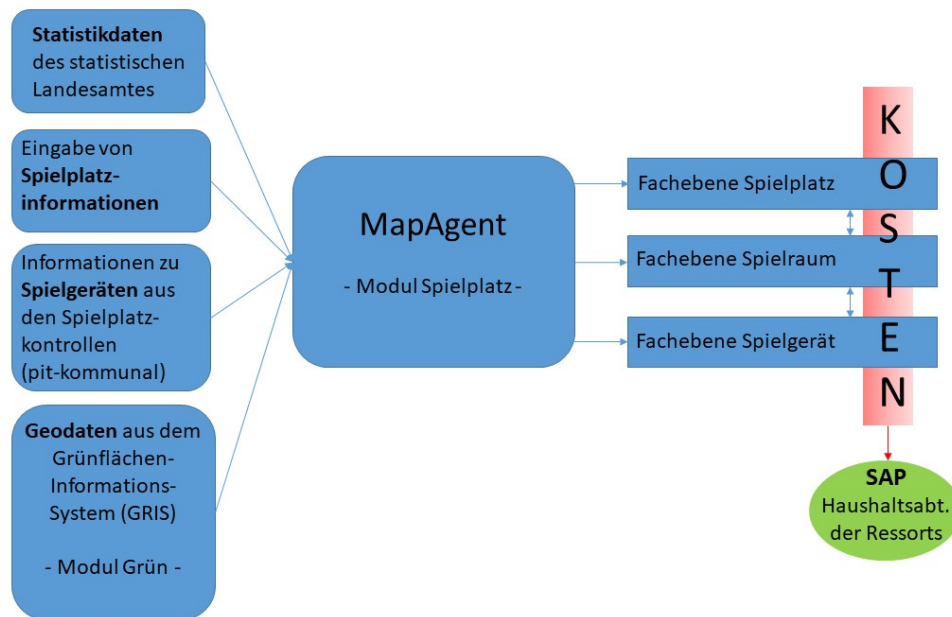 Statistikdaten
des statistischen
Landesamtes
Eingabe von
Spielplatz-
informationen
Informationen zu
Spielgeräten aus
den Spielplatz-
kontrollen
(pit-kommunal)
Geodaten aus dem
Grünflächen-
Informations-
System (GRIS)
- Modul Grün -
MapAgent
- Modul Spielplatz -
Fachebene Spielplatz
Fachebene Spielraum
Fachebene Spielgerät
KOSTEN
SAP
Haushaltsabt.
der Ressorts